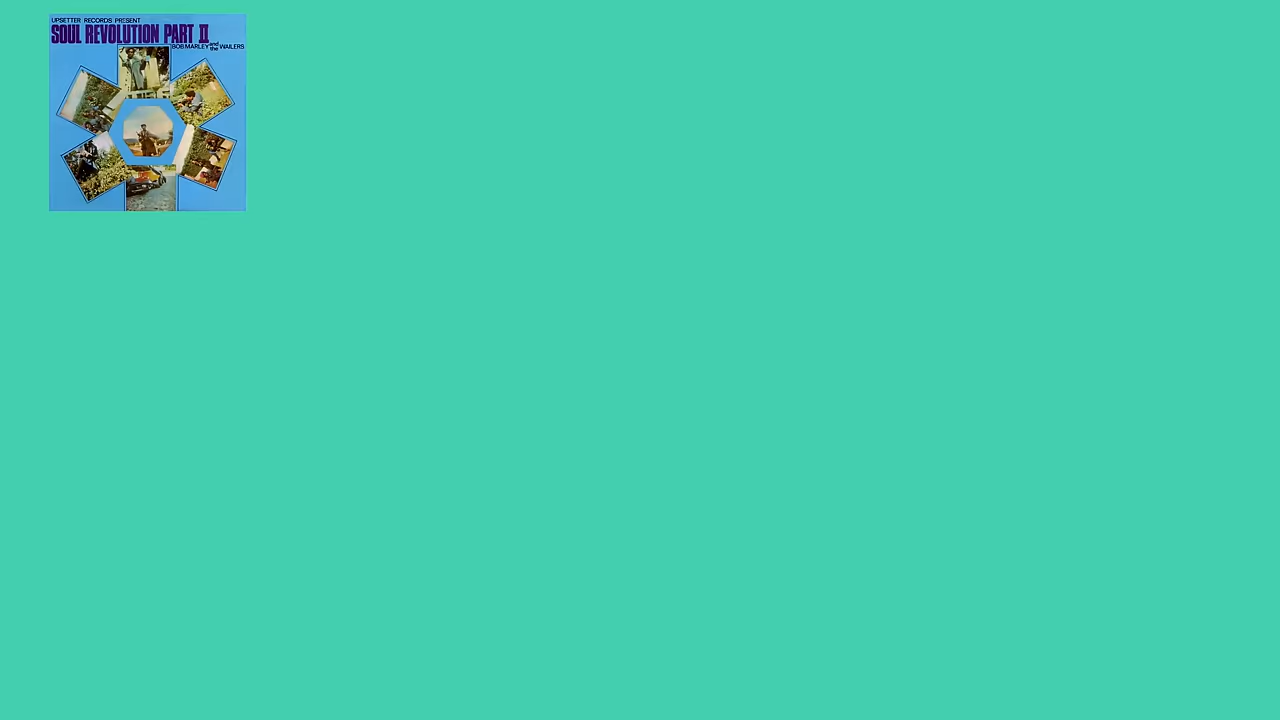 UPSETTER RECORDS PRESENT
SOUL REVOLUTION PART II
BOB MARLEY and the WAILERS